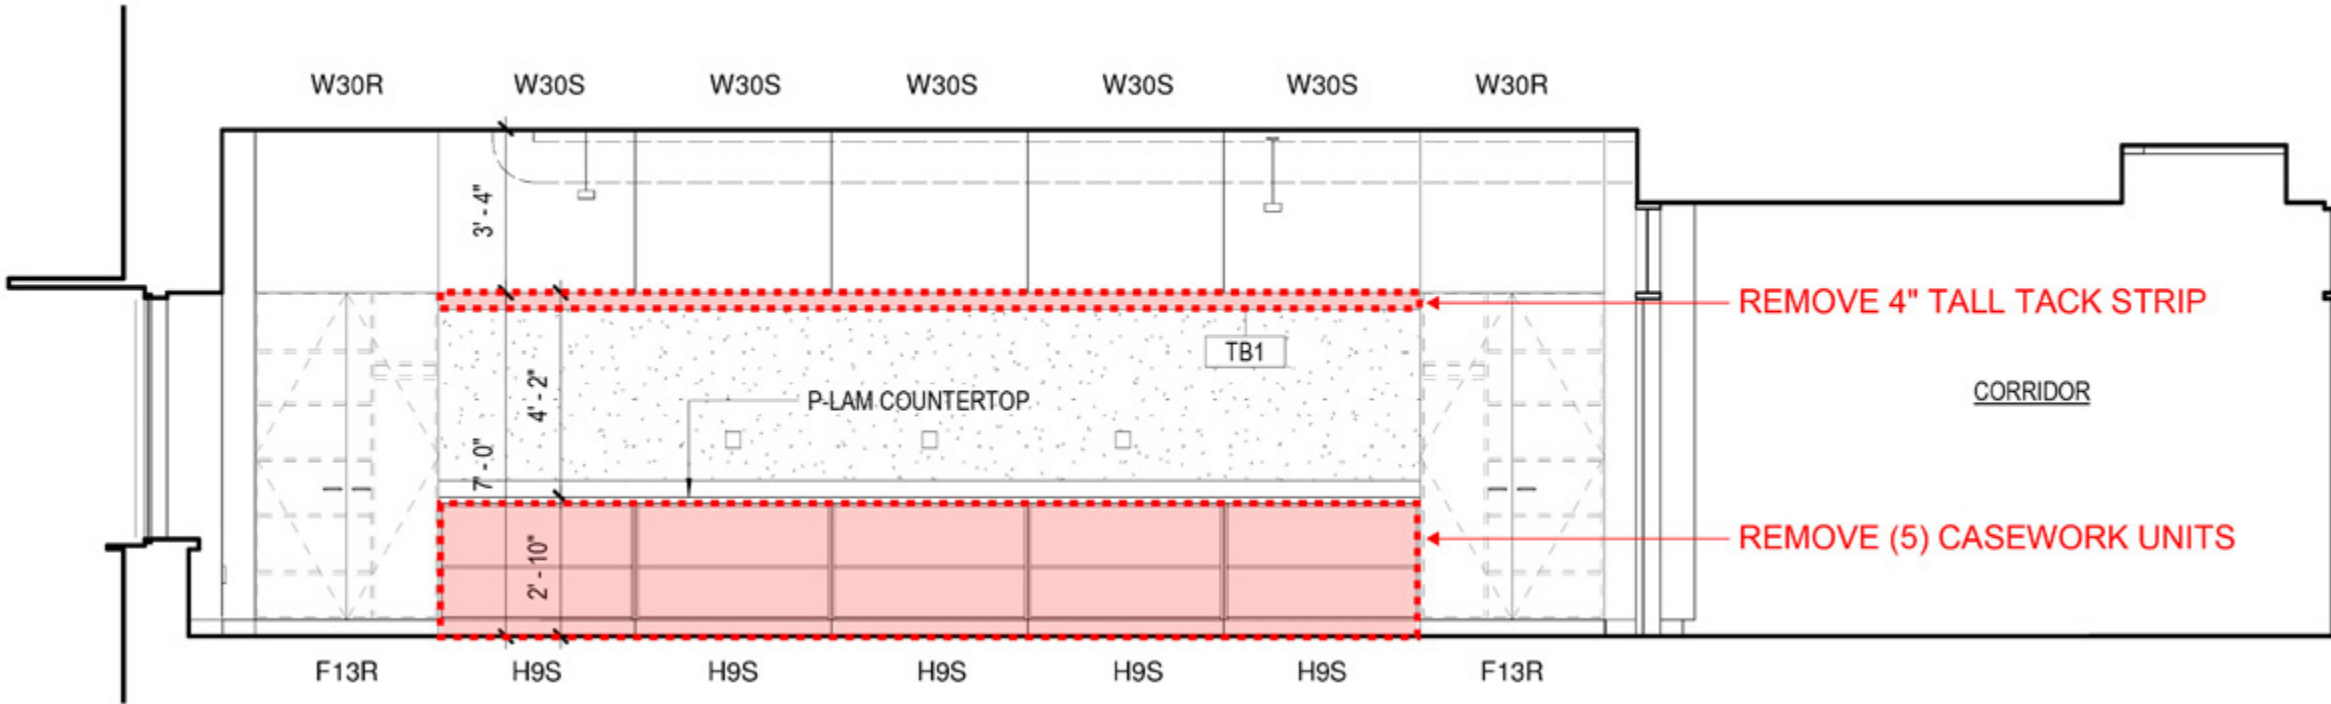 W30R W30S W30S W30S W30S W30S W30R
3' - 4"
REMOVE 4" TALL TACK STRIP
TB1
4' - 2"
P-LAM COUNTERTOP
CORRIDOR
7' - 0"
REMOVE (5) CASEWORK UNITS
2' - 10"
F13R H9S H9S H9S H9S H9S F13R